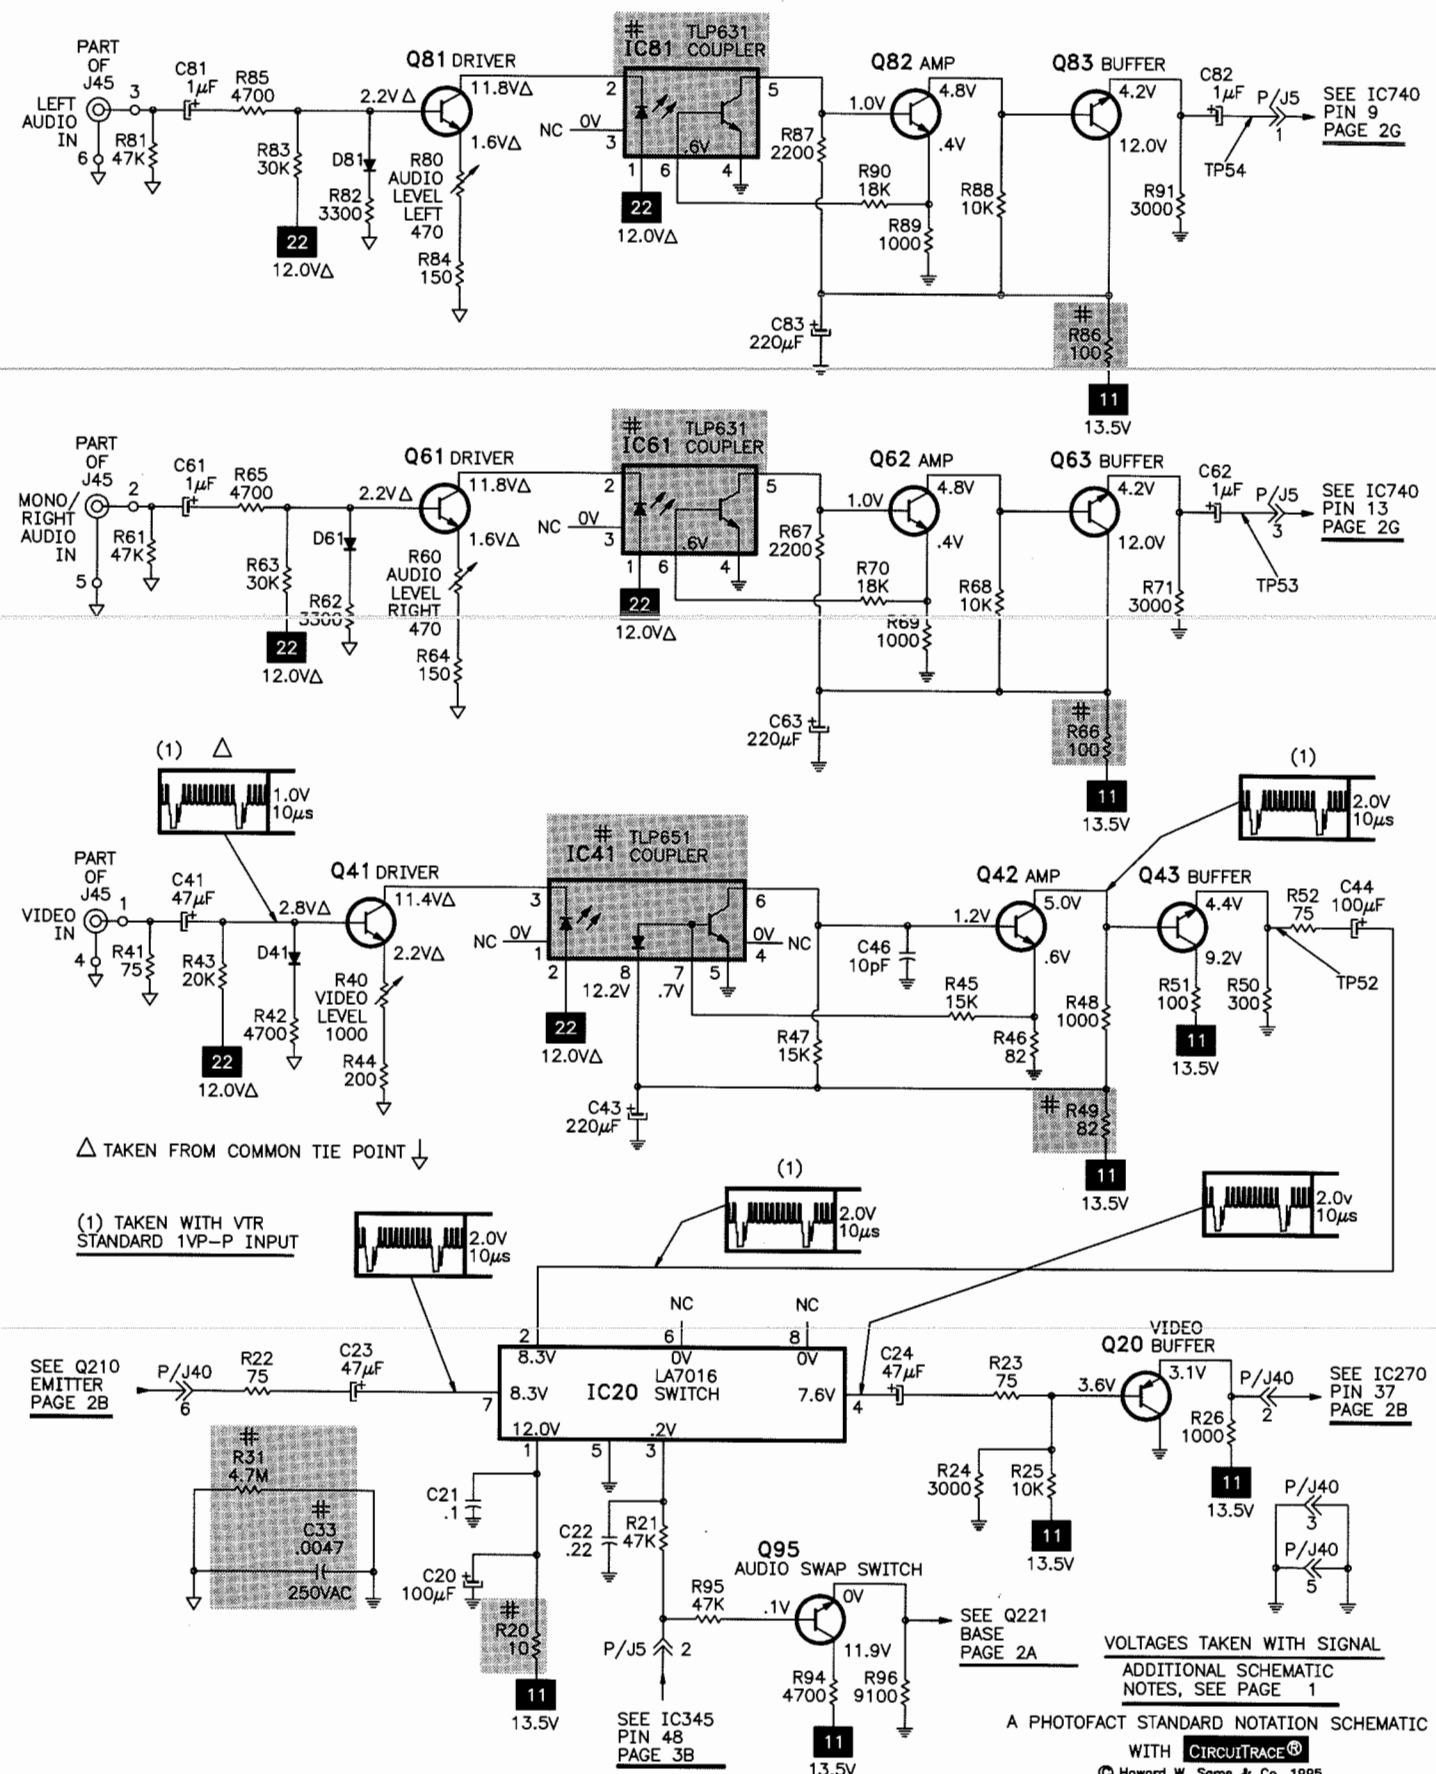 PART
OF
J45
3
LEFT
AUDIO
IN
6
R81
47K
C81
1μF
R85
4700
R83
30K
22
12.0VΔ
2.2VΔ
D81
R82
3300
Q81 DRIVER
11.8VΔ
1.6VΔ
R80
AUDIO
LEVEL
LEFT
470
R84
150
# TLP631
IC81 COUPLER
2
NC 0V
3
1
22
12.0VΔ
.6V
6
4
5
R87
2200
1.0V
Q82 AMP
4.8V
.4V
R90
18K
R89
1000
R88
10K
Q83 BUFFER
4.2V
12.0V
R91
3000
C82
1μF
TP54
P/J5
1
SEE IC740
PIN 9
PAGE 2G
C83
220μF
#
R86
100
11
13.5V
PART
OF
J45
2
MONO/
RIGHT
AUDIO
IN
5
R61
47K
C61
1μF
R65
4700
R63
30K
22
12.0VΔ
2.2VΔ
D61
R62
3300
Q61 DRIVER
11.8VΔ
1.6VΔ
R60
AUDIO
LEVEL
RIGHT
470
R64
150
# TLP631
IC61 COUPLER
2
NC 0V
3
1
22
12.0VΔ
.6V
6
4
5
R67
2200
1.0V
Q62 AMP
4.8V
.4V
R70
18K
R69
1000
R68
10K
Q63 BUFFER
4.2V
12.0V
R71
3000
C62
1μF
TP53
P/J5
3
SEE IC740
PIN 13
PAGE 2G
C63
220μF
#
R66
100
11
13.5V
(1) Δ
1.0V
10μs
PART
OF
J45
1
VIDEO
IN
4
R41
75
C41
47μF
R43
20K
22
12.0VΔ
2.8VΔ
D41
R42
4700
Q41 DRIVER
11.4VΔ
2.2VΔ
R40
VIDEO
LEVEL
1000
R44
200
# TLP651
IC41 COUPLER
3
NC 0V
1
2
22
12.0VΔ
8
12.2V
7
.7V
5
6
0V NC
4
C46
10pF
R47
15K
1.2V
Q42 AMP
5.0V
.6V
R45
15K
R46
82
R48
1000
(1)
2.0V
10μs
Q43 BUFFER
4.4V
9.2V
R51
100
11
13.5V
R50
300
R52
75
C44
100μF
TP52
C43
220μF
# R49
82
11
13.5V
Δ TAKEN FROM COMMON TIE POINT
(1) TAKEN WITH VTR
STANDARD 1VP-P INPUT
2.0V
10μs
(1)
2.0V
10μs
2.0v
10μs
SEE Q210
EMITTER
PAGE 2B
P/J40
6
R22
75
C23
47μF
7
2
8.3V
8.3V
12.0V
1
NC
6
0V
NC
8
0V
IC20
LA7016
SWITCH
7.6V
4
5
.2V
3
C24
47μF
R23
75
3.6V
VIDEO
Q20 BUFFER
3.1V
R26
1000
11
13.5V
P/J40
2
SEE IC270
PIN 37
PAGE 2B
R24
3000
R25
10K
11
13.5V
#
R31
4.7M
#
C33
.0047
250VAC
C21
.1
C20
100μF
#
R20
10
11
13.5V
C22
.22
R21
47K
R95
47K
P/J5 2
SEE IC345
PIN 48
PAGE 3B
Q95
AUDIO SWAP SWITCH
.1V
0V
11.9V
R94
4700
11
13.5V
R96
9100
SEE Q221
BASE
PAGE 2A
P/J40
3
P/J40
5
VOLTAGES TAKEN WITH SIGNAL
ADDITIONAL SCHEMATIC
NOTES, SEE PAGE 1
A PHOTOFACT STANDARD NOTATION SCHEMATIC
WITH CIRCUITRACE®
© Howard W. Sams & Co. 1995